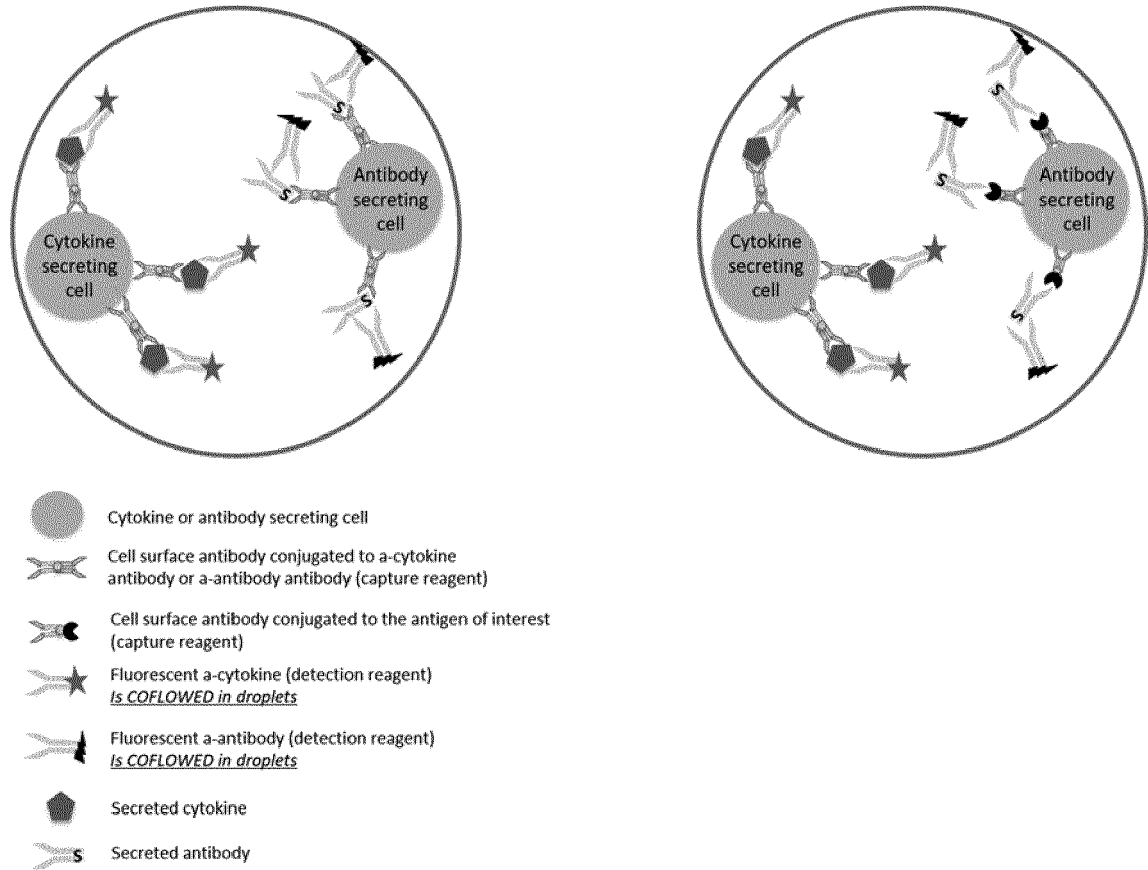 Cytokine
secreting
cell
Antibody
secreting
cell
S
S
S
Cytokine
secreting
cell
Antibody
secreting
cell
S
S
S
Cytokine or antibody secreting cell
Cell surface antibody conjugated to a-cytokine
antibody or a-antibody antibody (capture reagent)
Cell surface antibody conjugated to the antigen of interest
(capture reagent)
Fluorescent a-cytokine (detection reagent)
Is COFLOWED in droplets
Fluorescent a-antibody (detection reagent)
Is COFLOWED in droplets
Secreted cytokine
S
Secreted antibody